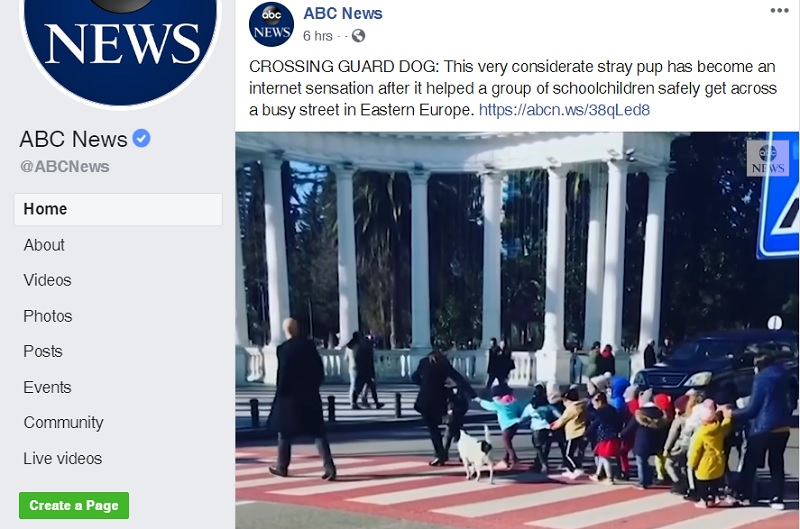 NEWS
ABC News
@ABCNews
Home
About
Videos
Photos
Posts
Events
Community
Live videos
Create a Page
abc
NEWS
ABC News
6 hrs · ·
CROSSING GUARD DOG: This very considerate stray pup has become an
internet sensation after it helped a group of schoolchildren safely get across
a busy street in Eastern Europe. https://abcn.ws/38qLed8
abc
NEWS